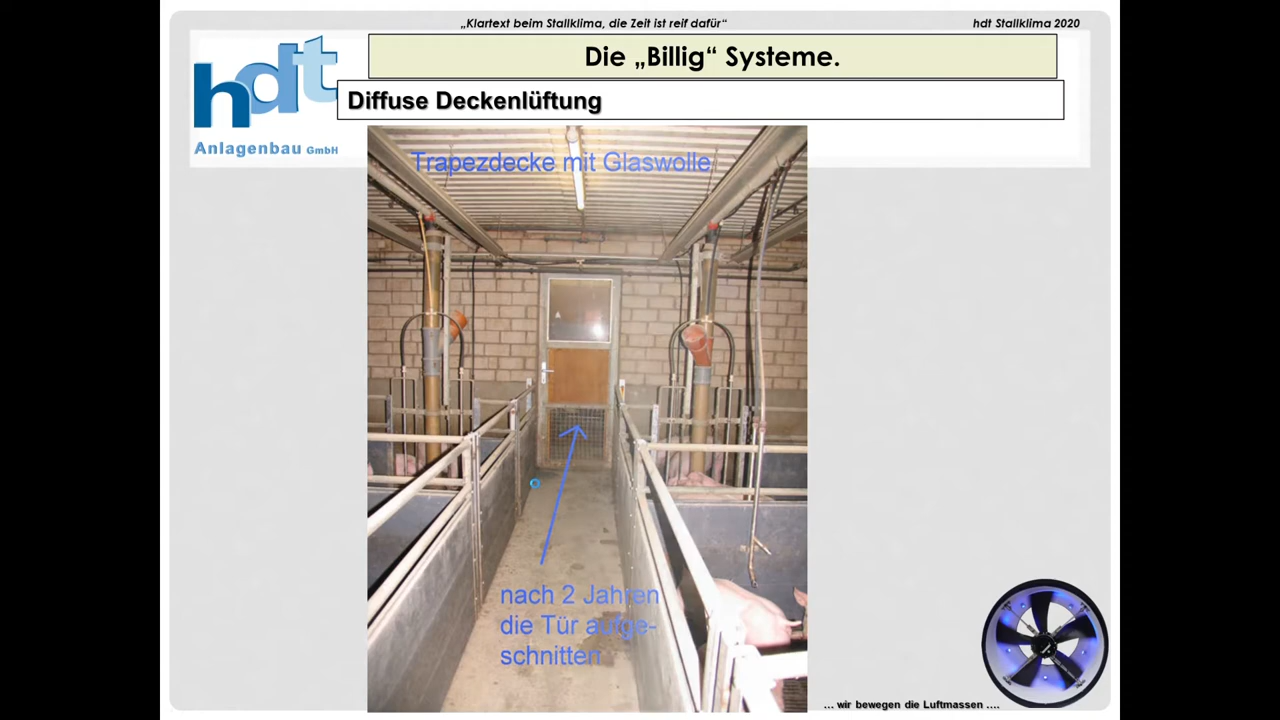 „Klartext beim Stallklima, die Zeit ist reif dafür“
hdt Stallklima 2020
hdt
Anlagenbau GmbH
Die „Billig“ Systeme.
Diffuse Deckenlüftung
Trapezdecke mit Glaswolle
nach 2 Jahren
die Tür aufge-
schnitten
... wir bewegen die Luftmassen ....